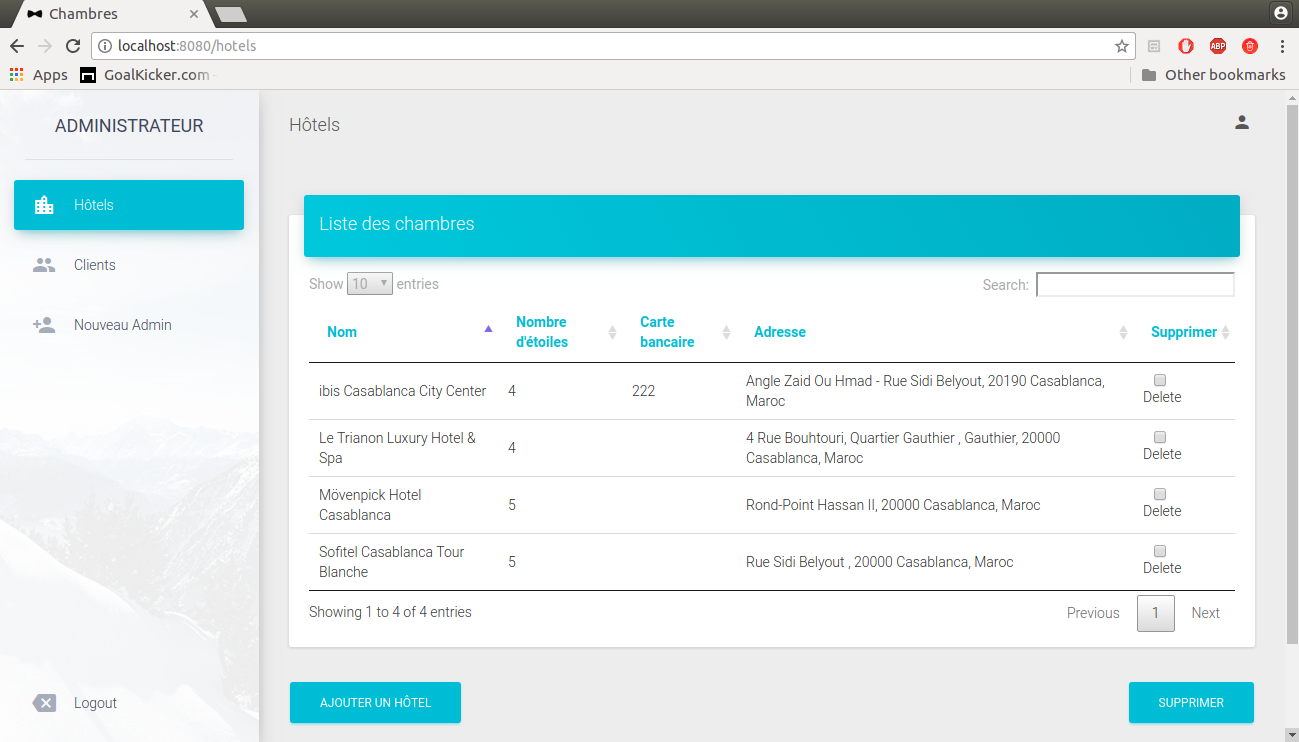 Chambres
localhost:8080/hotels
ABP
Apps
GoalKicker.com
Other bookmarks
ADMINISTRATEUR
Hôtels
Clients
Nouveau Admin
Logout
Hôtels
Liste des chambres
Show 10 entries
Search:
Nom
Nombre
d'étoiles
Carte
bancaire
Adresse
Supprimer
ibis Casablanca City Center
4
222
Angle Zaid Ou Hmad - Rue Sidi Belyout, 20190 Casablanca,
Maroc
Delete
Le Trianon Luxury Hotel &
Spa
4
4 Rue Bouhtouri, Quartier Gauthier , Gauthier, 20000
Casablanca, Maroc
Delete
Mövenpick Hotel
Casablanca
5
Rond-Point Hassan II, 20000 Casablanca, Maroc
Delete
Sofitel Casablanca Tour
Blanche
5
Rue Sidi Belyout , 20000 Casablanca, Maroc
Delete
Showing 1 to 4 of 4 entries
Previous
1
Next
AJOUTER UN HÔTEL
SUPPRIMER